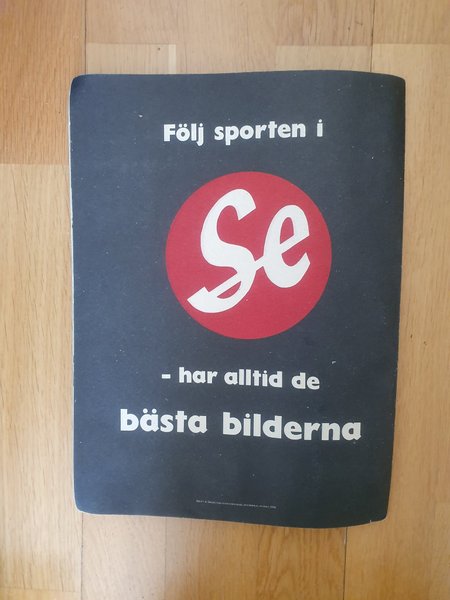 Följ sporten i
Se
- har alltid de
bästa bilderna